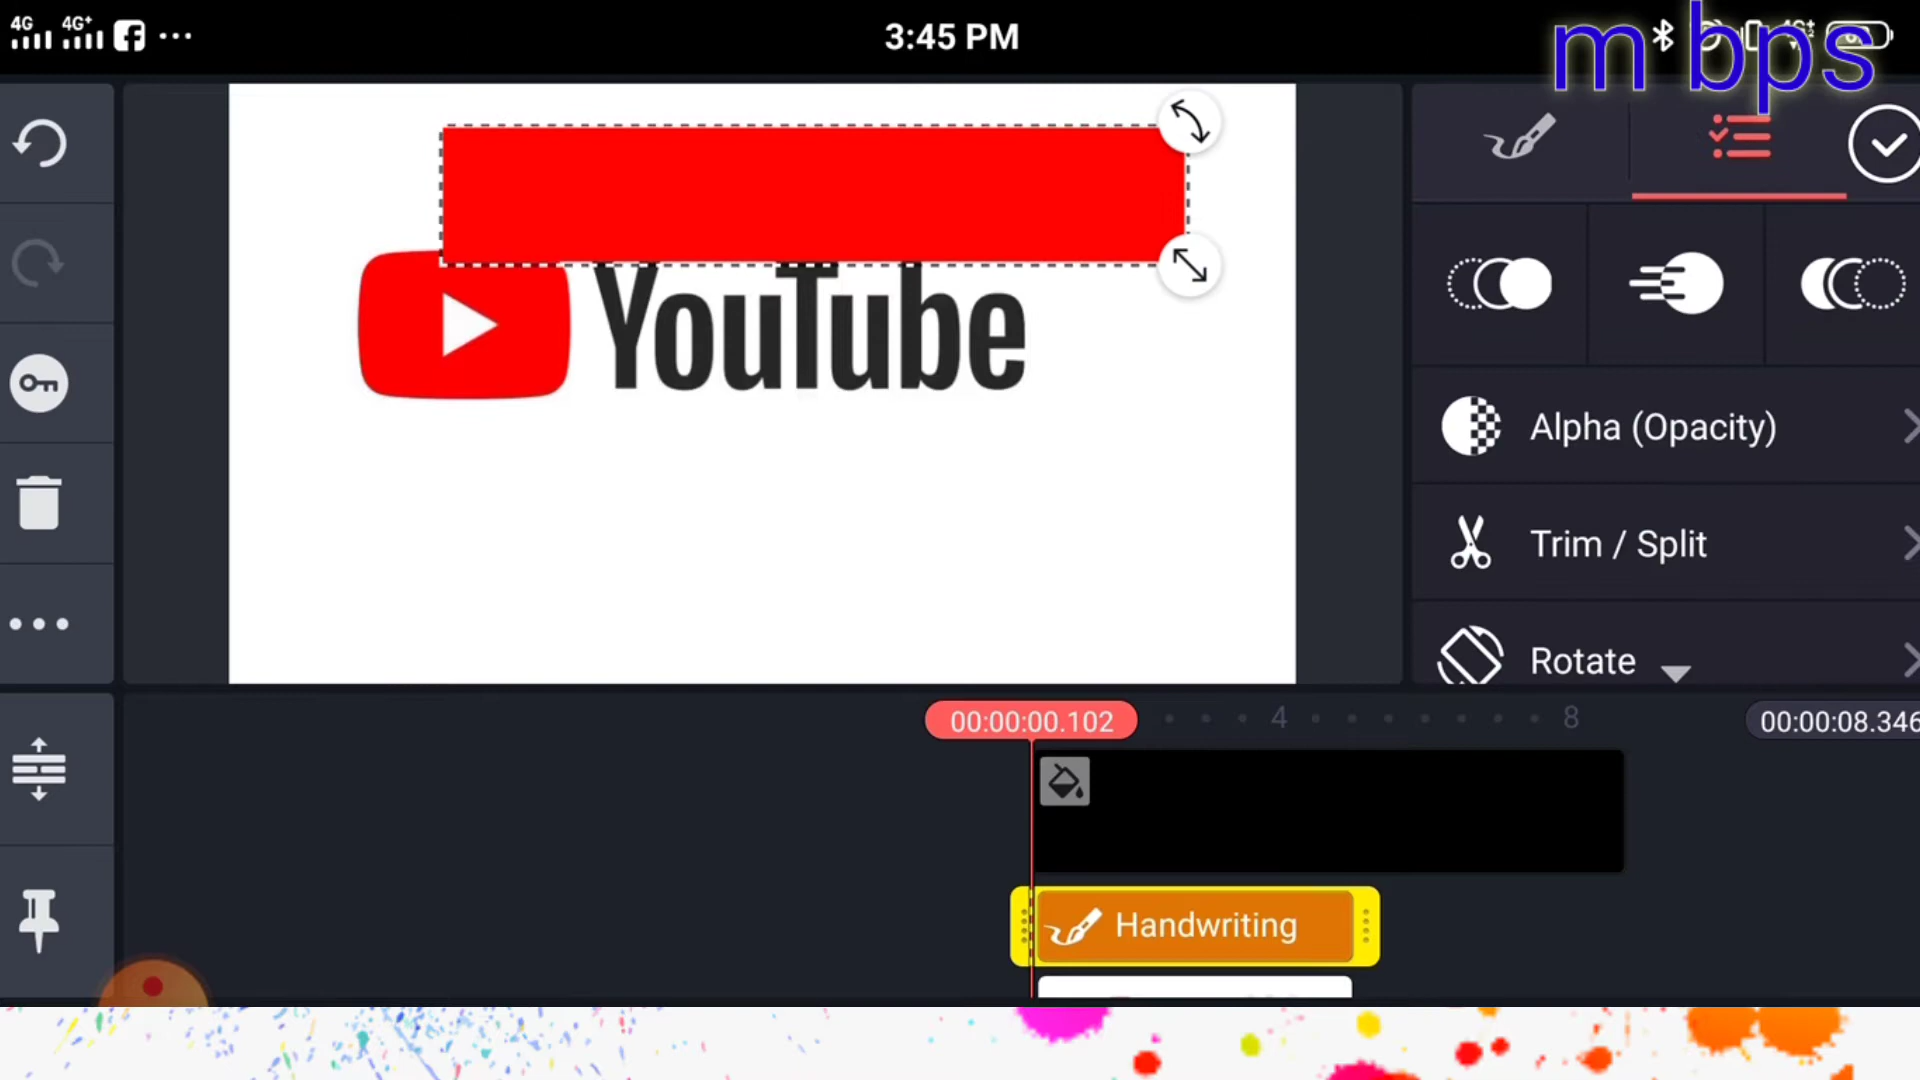 4G 4G+ 3:45 PM
m bps
YouTube
Alpha (Opacity)
Trim / Split
Rotate
00:00:00.102 4 8 00:00:08.346
Handwriting